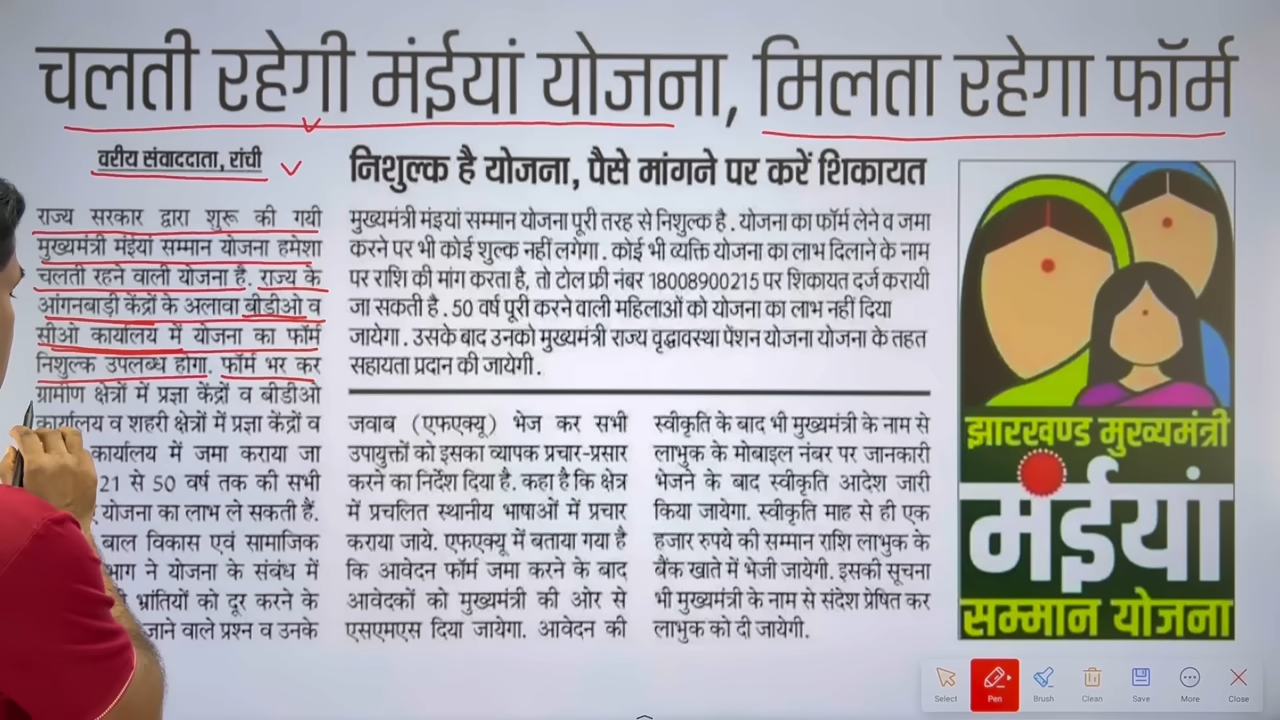 चलती रहेगी मंईयां योजना, मिलता रहेगा फॉर्म
वरीय संवाददाता, रांची
राज्य सरकार द्वारा शुरू की गयी
मुख्यमंत्री मंईयां सम्मान योजना हमेशा
चलती रहने वाली योजना है. राज्य के
आंगनबाड़ी केंद्रों के अलावा बीडीओ व
सीओ कार्यालय में योजना का फॉर्म
निशुल्क उपलब्ध होगा. फॉर्म भर कर
ग्रामीण क्षेत्रों में प्रज्ञा केंद्रों व बीडीओ
कार्यालय व शहरी क्षेत्रों में प्रज्ञा केंद्रों व
कार्यालय में जमा कराया जा
21 से 50 वर्ष तक की सभी
योजना का लाभ ले सकती हैं.
बाल विकास एवं सामाजिक
ने योजना के संबंध में
भ्रांतियों को दूर करने के
जाने वाले प्रश्न व उनके
निशुल्क है योजना, पैसे मांगने पर करें शिकायत
मुख्यमंत्री मंइयां सम्मान योजना पूरी तरह से निशुल्क है . योजना का फॉर्म लेने व जमा
करने पर भी कोई शुल्क नहीं लगेगा . कोई भी व्यक्ति योजना का लाभ दिलाने के नाम
पर राशि की मांग करता है, तो टोल फ्री नंबर 18008900215 पर शिकायत दर्ज करायी
जा सकती है . 50 वर्ष पूरी करने वाली महिलाओं को योजना का लाभ नहीं दिया
जायेगा . उसके बाद उनको मुख्यमंत्री राज्य वृद्धावस्था पेंशन योजना योजना के तहत
सहायता प्रदान की जायेगी .
जवाब (एफएक्यू) भेज कर सभी
उपायुक्तों को इसका व्यापक प्रचार-प्रसार
करने का निर्देश दिया है. कहा है कि क्षेत्र
में प्रचलित स्थानीय भाषाओं में प्रचार
कराया जाये. एफएक्यू में बताया गया है
कि आवेदन फॉर्म जमा करने के बाद
आवेदकों को मुख्यमंत्री की ओर से
एसएमएस दिया जायेगा. आवेदन की
स्वीकृति के बाद भी मुख्यमंत्री के नाम से
लाभुक के मोबाइल नंबर पर जानकारी
भेजने के बाद स्वीकृति आदेश जारी
किया जायेगा. स्वीकृति माह से ही एक
हजार रुपये की सम्मान राशि लाभुक के
बैंक खाते में भेजी जायेगी. इसकी सूचना
भी मुख्यमंत्री के नाम से संदेश प्रेषित कर
लाभुक को दी जायेगी.
झारखण्ड मुख्यमंत्री
मंईयां
सम्मान योजना
Select
Pen
Brush
Clean
Save
More
Close